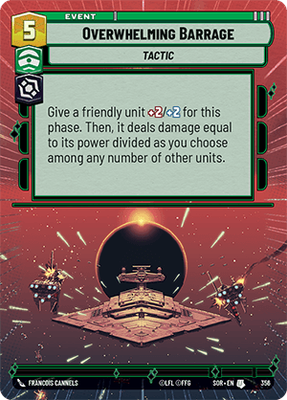 EVENT
5
OVERWHELMING BARRAGE
TACTIC
Give a friendly unit +2/+2 for this
phase. Then, it deals damage equal
to its power divided as you choose
among any number of other units.
FRANCOIS CANNELS
©LFL ©FFG
SOR • EN
356